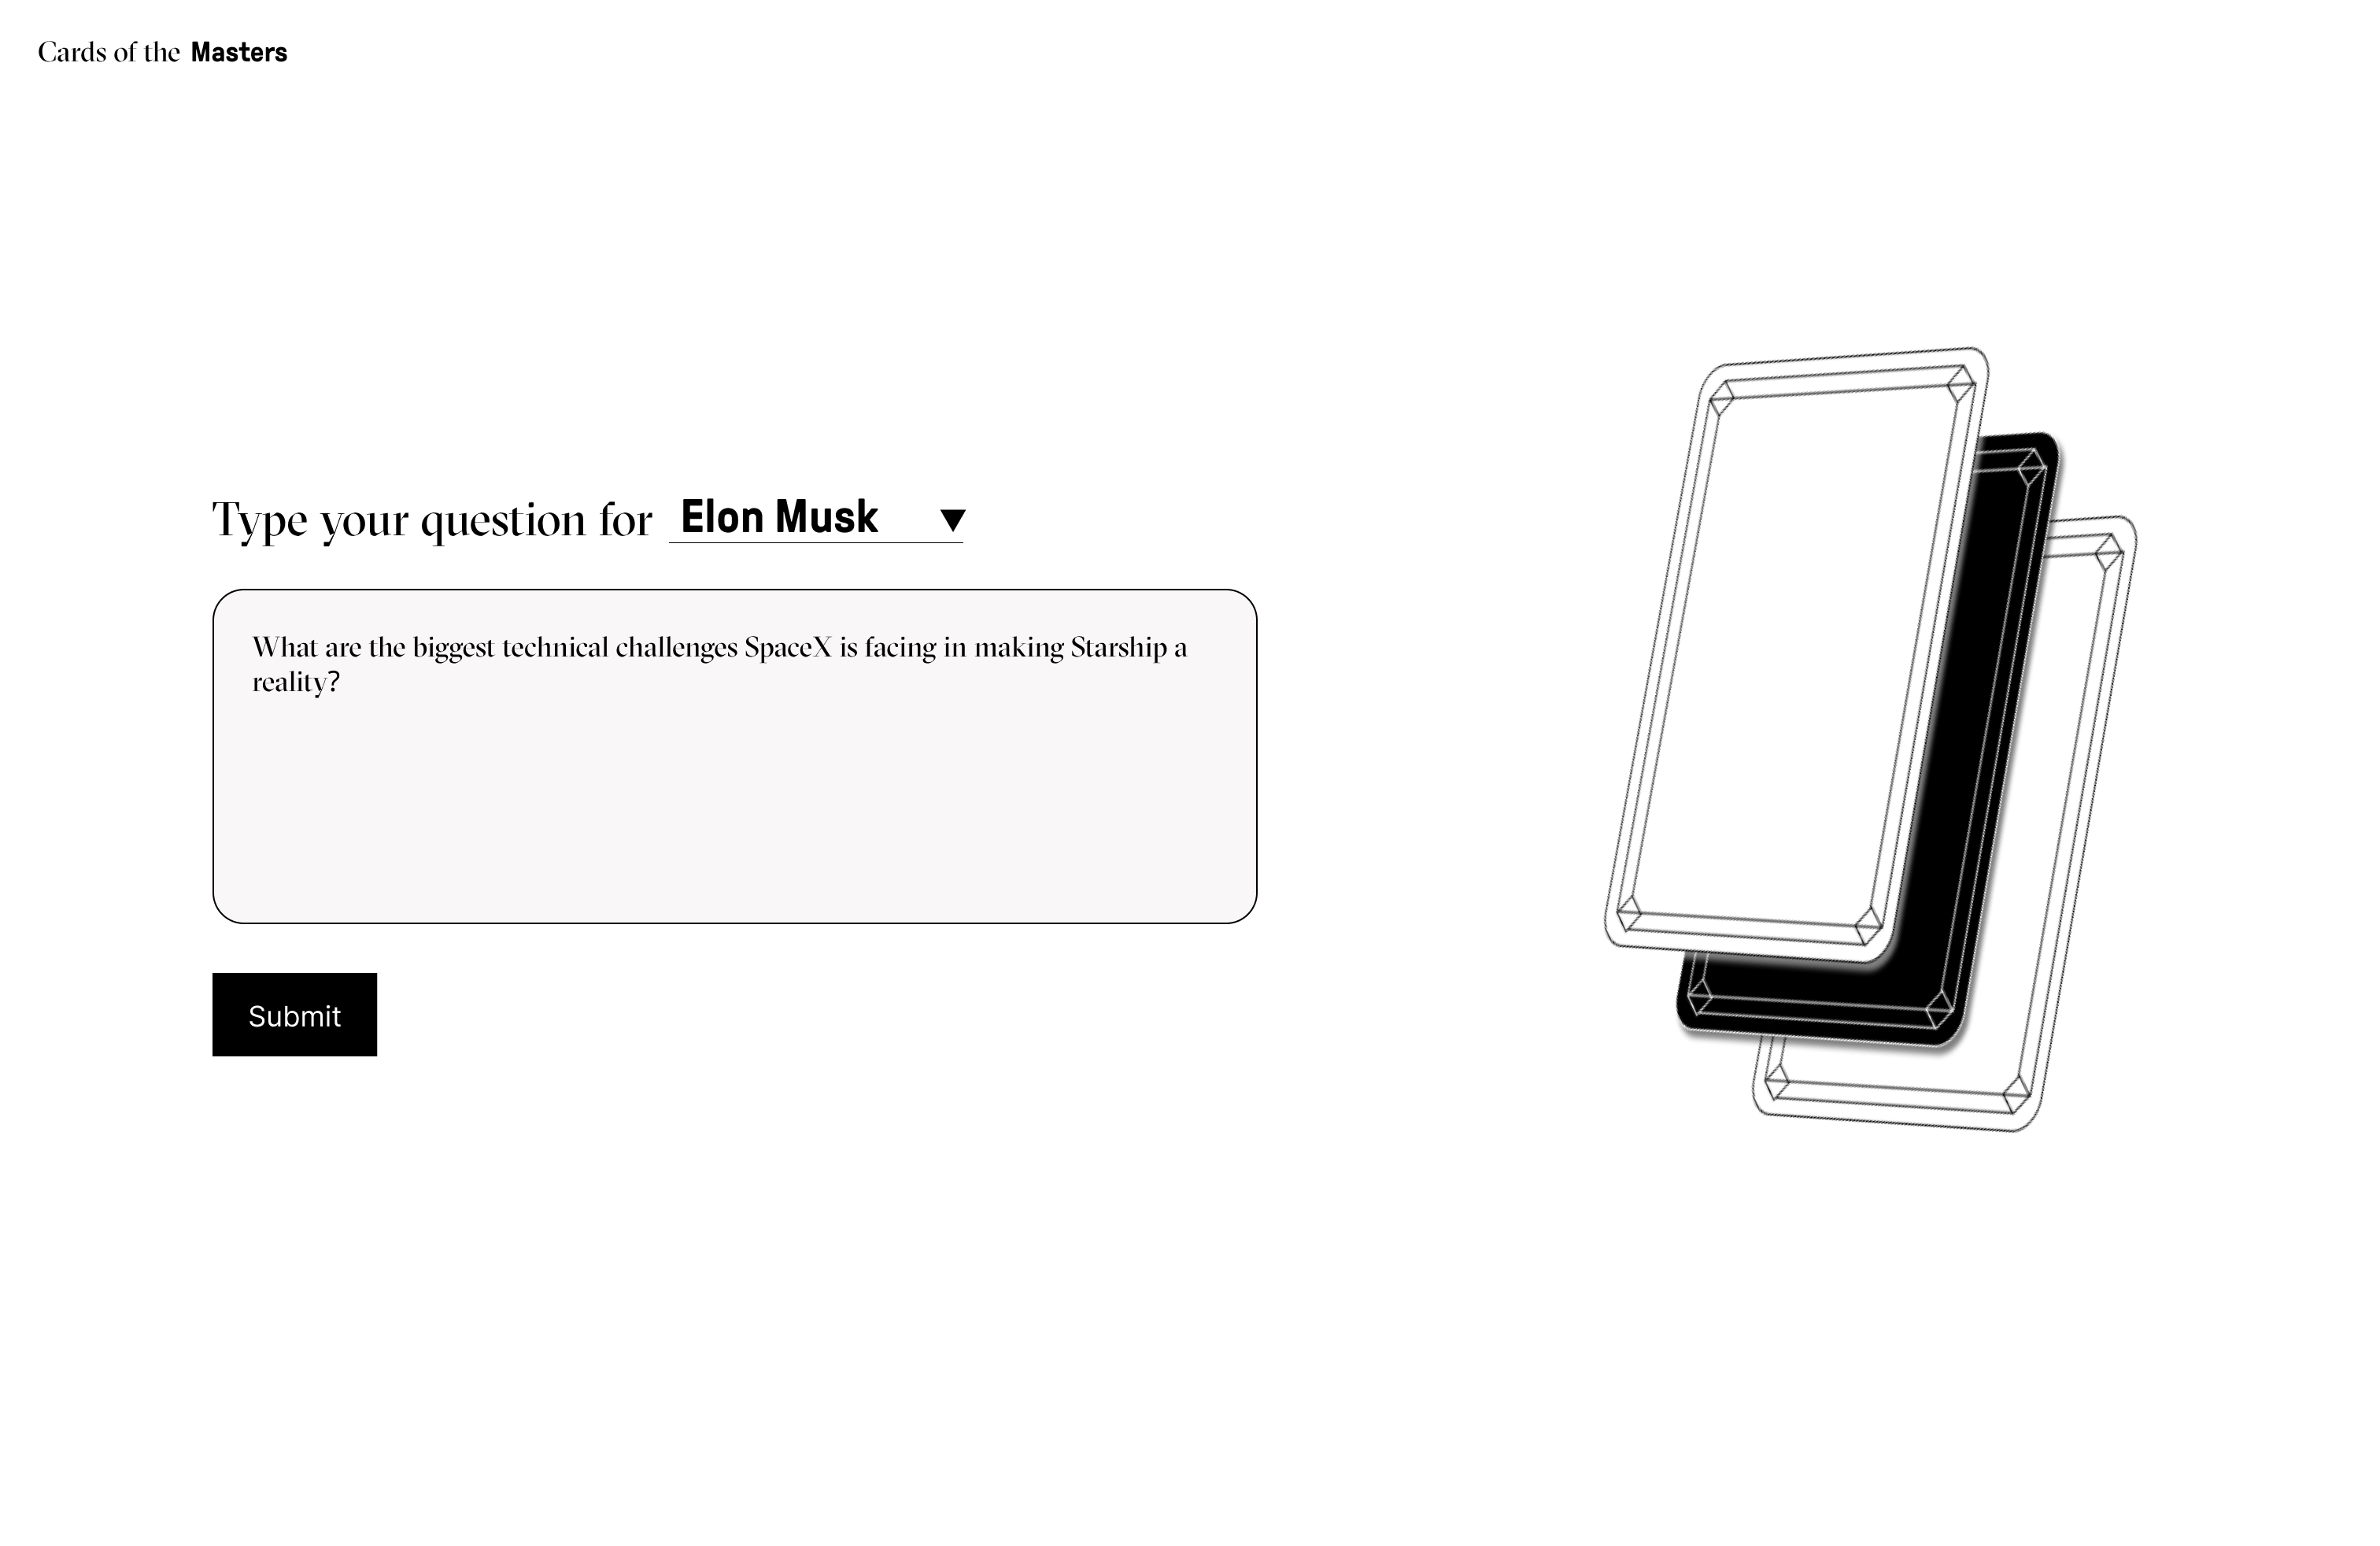 Cards of the Masters
Type your question for Elon Musk
What are the biggest technical challenges SpaceX is facing in making Starship a
reality?
Submit